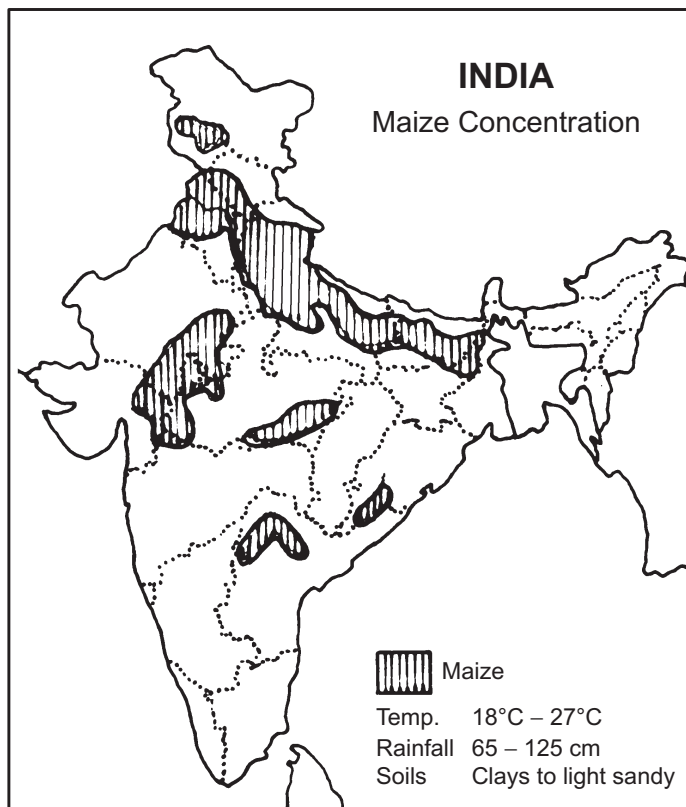 INDIA
Maize Concentration
Maize
Temp. 18°C – 27°C
Rainfall 65 – 125 cm
Soils Clays to light sandy